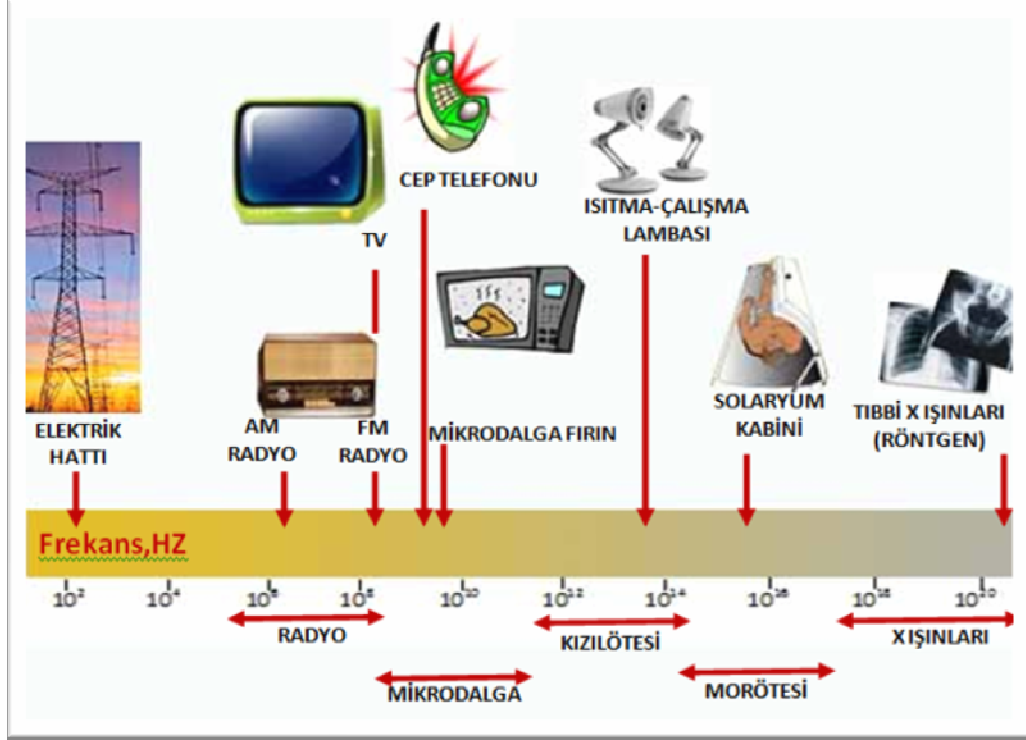 CEP TELEFONU
ISITMA-ÇALIŞMA
LAMBASI
TV
SOLARYUM
KABİNİ
TIBBİ X IŞINLARI
(RÖNTGEN)
ELEKTRİK
HATTI
AM
RADYO
FM
RADYO
MİKRODALGA FIRIN
Frekans,HZ
10² 10⁴ 10⁶ 10⁸ 10¹⁰ 10¹² 10¹⁴ 10¹⁶ 10¹⁸ 10²⁰
RADYO
KIZILÖTESİ
X IŞINLARI
MİKRODALGA
MORÖTESİ